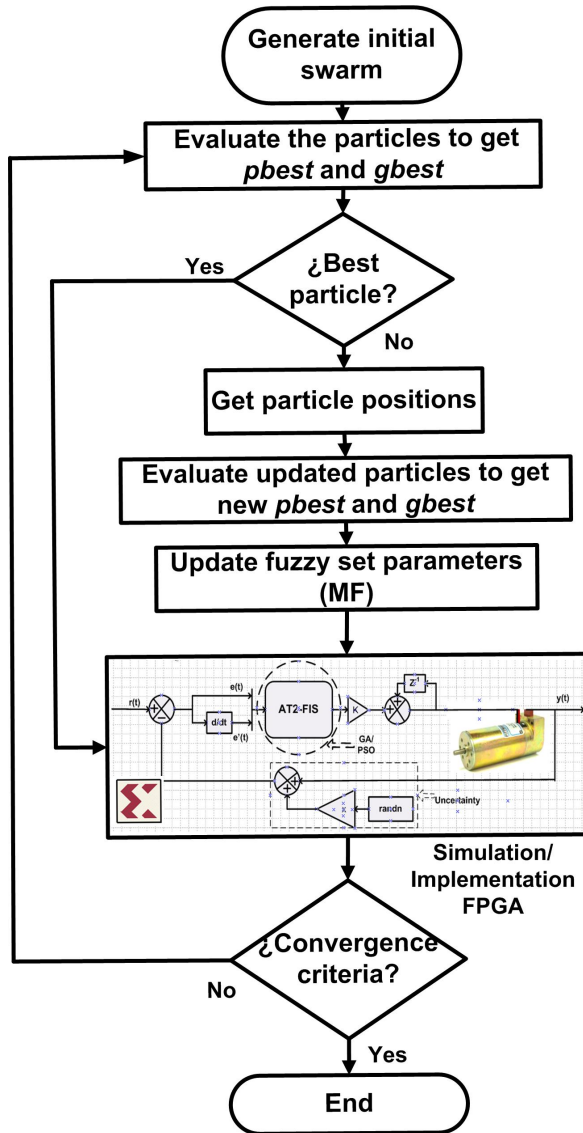 Generate initial
swarm
Evaluate the particles to get
pbest and gbest
Yes
¿Best
particle?
No
Get particle positions
Evaluate updated particles to get
new pbest and gbest
Update fuzzy set parameters
(MF)
r(t)
e(t)
d/dt
e'(t)
AT2-FIS
GA/
PSO
K
Z-1
y(t)
randn
Uncertainty
Simulation/
Implementation
FPGA
¿Convergence
criteria?
No
Yes
End